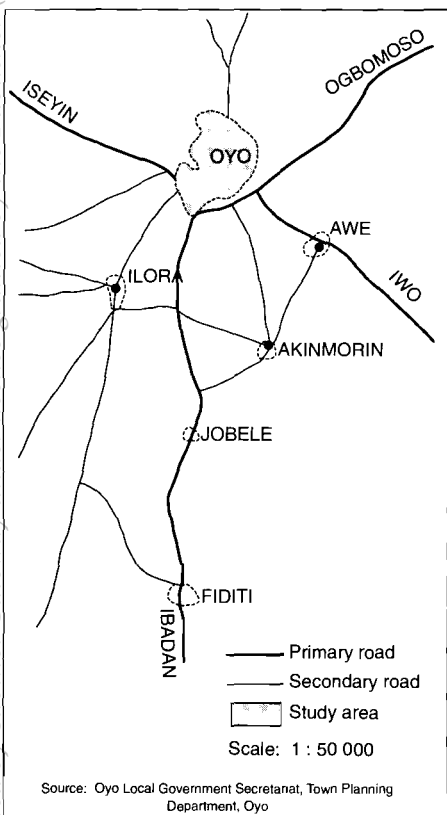 ISEYIN
OGBOMOSO
OYO
AWE
ILORA
IWO
AKINMORIN
JOBELE
FIDITI
IBADAN
Primary road
Secondary road
Study area
Scale: 1 : 50 000
Source: Oyo Local Government Secretanat, Town Planning
Department, Oyo